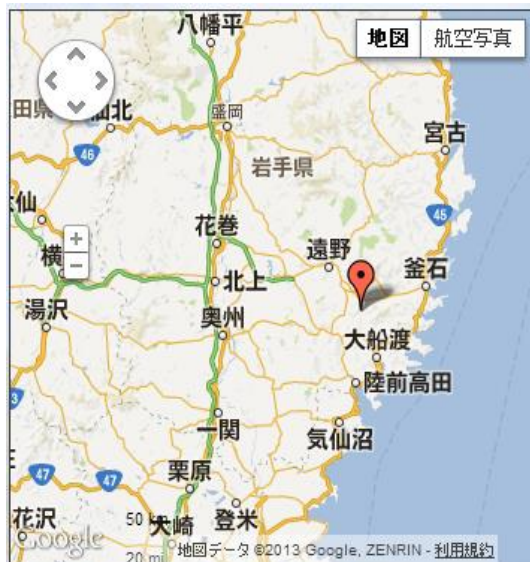 八幡平
地図 航空写真
田県
仙北
盛岡
宮古
46
岩手県
仙
花巻
45
遠野
横
北上
釜石
湯沢
奥州
大船渡
陸前高田
13
一関
気仙沼
47 47
栗原
花沢
50
登米
大崎
20 mi
Google
地図データ ©2013 Google, ZENRIN - 利用規約